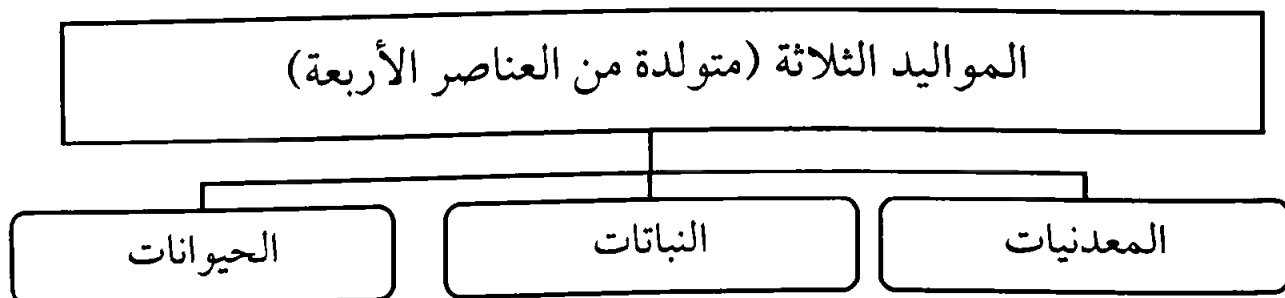 المواليد الثلاثة (متولدة من العناصر الأربعة)
المعدنيات
النباتات
الحيوانات